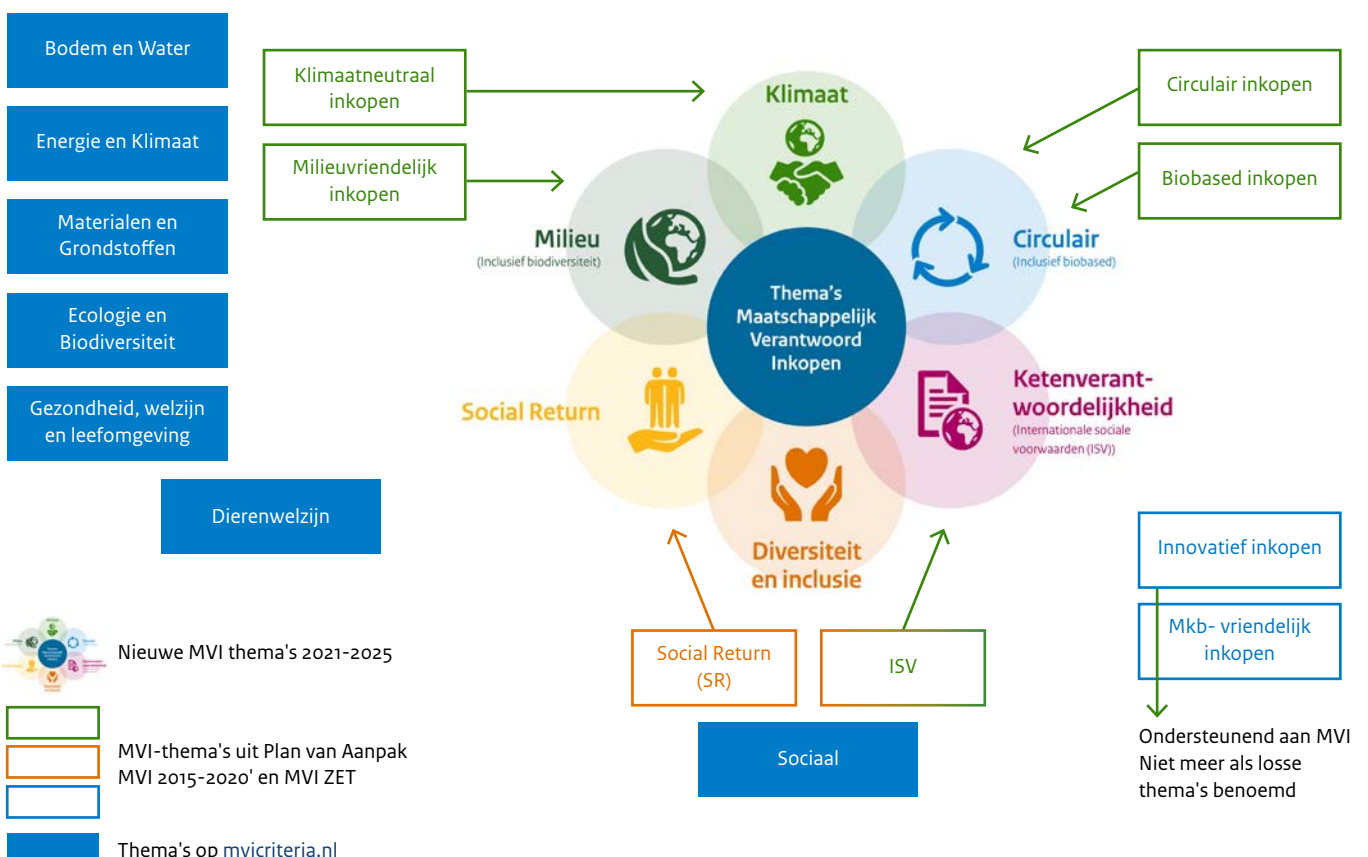 Bodem en Water
Energie en Klimaat
Materialen en
Grondstoffen
Ecologie en
Biodiversiteit
Gezondheid, welzijn
en leefomgeving
Dierenwelzijn
Klimaatneutraal
inkopen
Milieuvriendelijk
inkopen
Klimaat
Milieu
(Inclusief biodiversiteit)
Circulair
(Inclusief biobased)
Thema's
Maatschappelijk
Verantwoord
Inkopen
Social Return
Ketenverant-
woordelijkheid
(Internationale sociale
voorwaarden (ISV))
Diversiteit
en inclusie
Circulair inkopen
Biobased inkopen
Social Return
(SR)
ISV
Sociaal
Innovatief inkopen
Mkb- vriendelijk
inkopen
Ondersteunend aan MVI
Niet meer als losse
thema's benoemd
Nieuwe MVI thema's 2021-2025
MVI-thema's uit Plan van Aanpak
MVI 2015-2020' en MVI ZET
Thema's op mvicriteria.nl